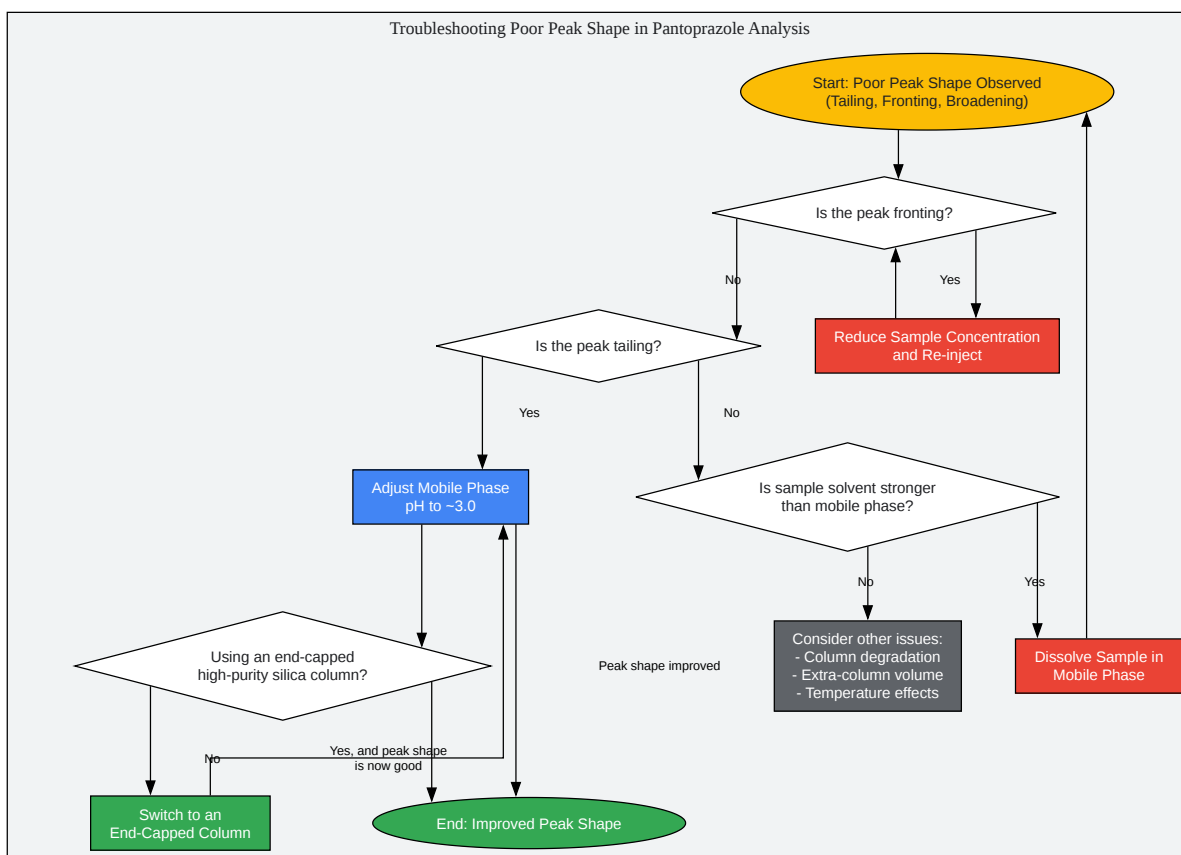 Troubleshooting Poor Peak Shape in Pantoprazole Analysis
Start: Poor Peak Shape Observed
(Tailing, Fronting, Broadening)
Is the peak fronting?
No
Yes
Reduce Sample Concentration
and Re-inject
Is the peak tailing?
Yes
No
Adjust Mobile Phase
pH to ~3.0
Is sample solvent stronger
than mobile phase?
No
Yes
Consider other issues:
- Column degradation
- Extra-column volume
- Temperature effects
Dissolve Sample in
Mobile Phase
Peak shape improved
Using an end-capped
high-purity silica column?
No
Yes, and peak shape
is now good
Switch to an
End-Capped Column
End: Improved Peak Shape